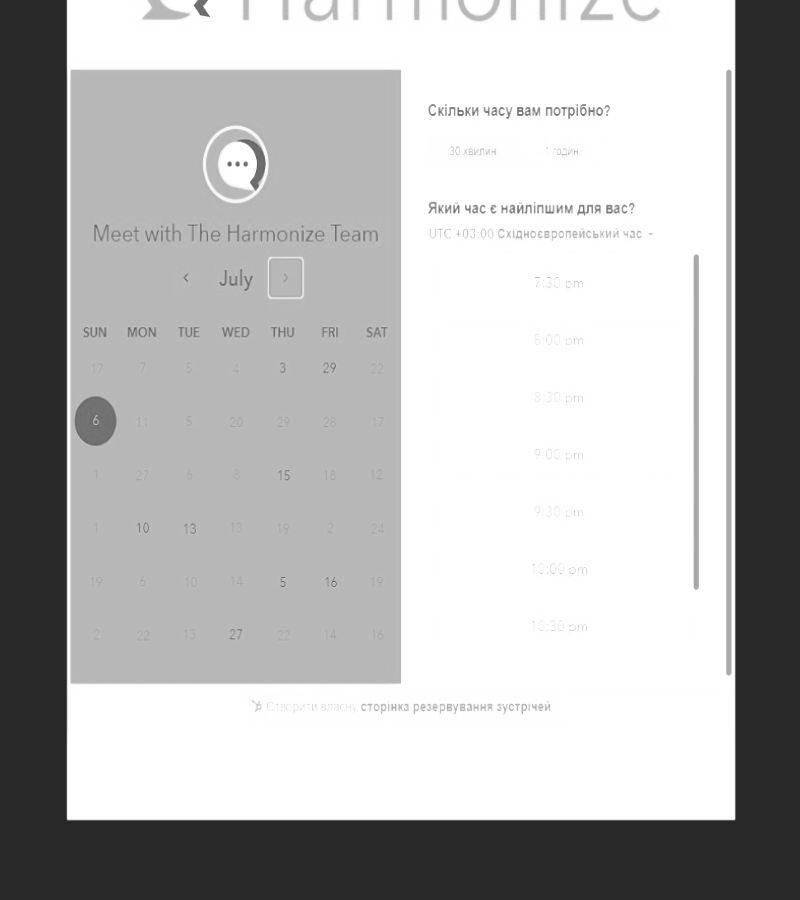 Harmonize
Meet with The Harmonize Team
July
SUN MON TUE WED THU FRI SAT
17 7 5 4 3 29 22
6 11 5 20 29 28 17
1 27 6 8 15 18 12
1 10 13 13 19 2 24
19 6 10 14 5 16 19
2 22 13 27 22 14 16
Скільки часу вам потрібно?
30 хвилин 1 годин
Який час є найліпшим для вас?
UTC +03:00 Східноєвропейський час
7:30 pm
8:00 pm
8:30 pm
9:00 pm
9:30 pm
10:00 pm
10:30 pm
Створити власну сторінка резервування зустрічей